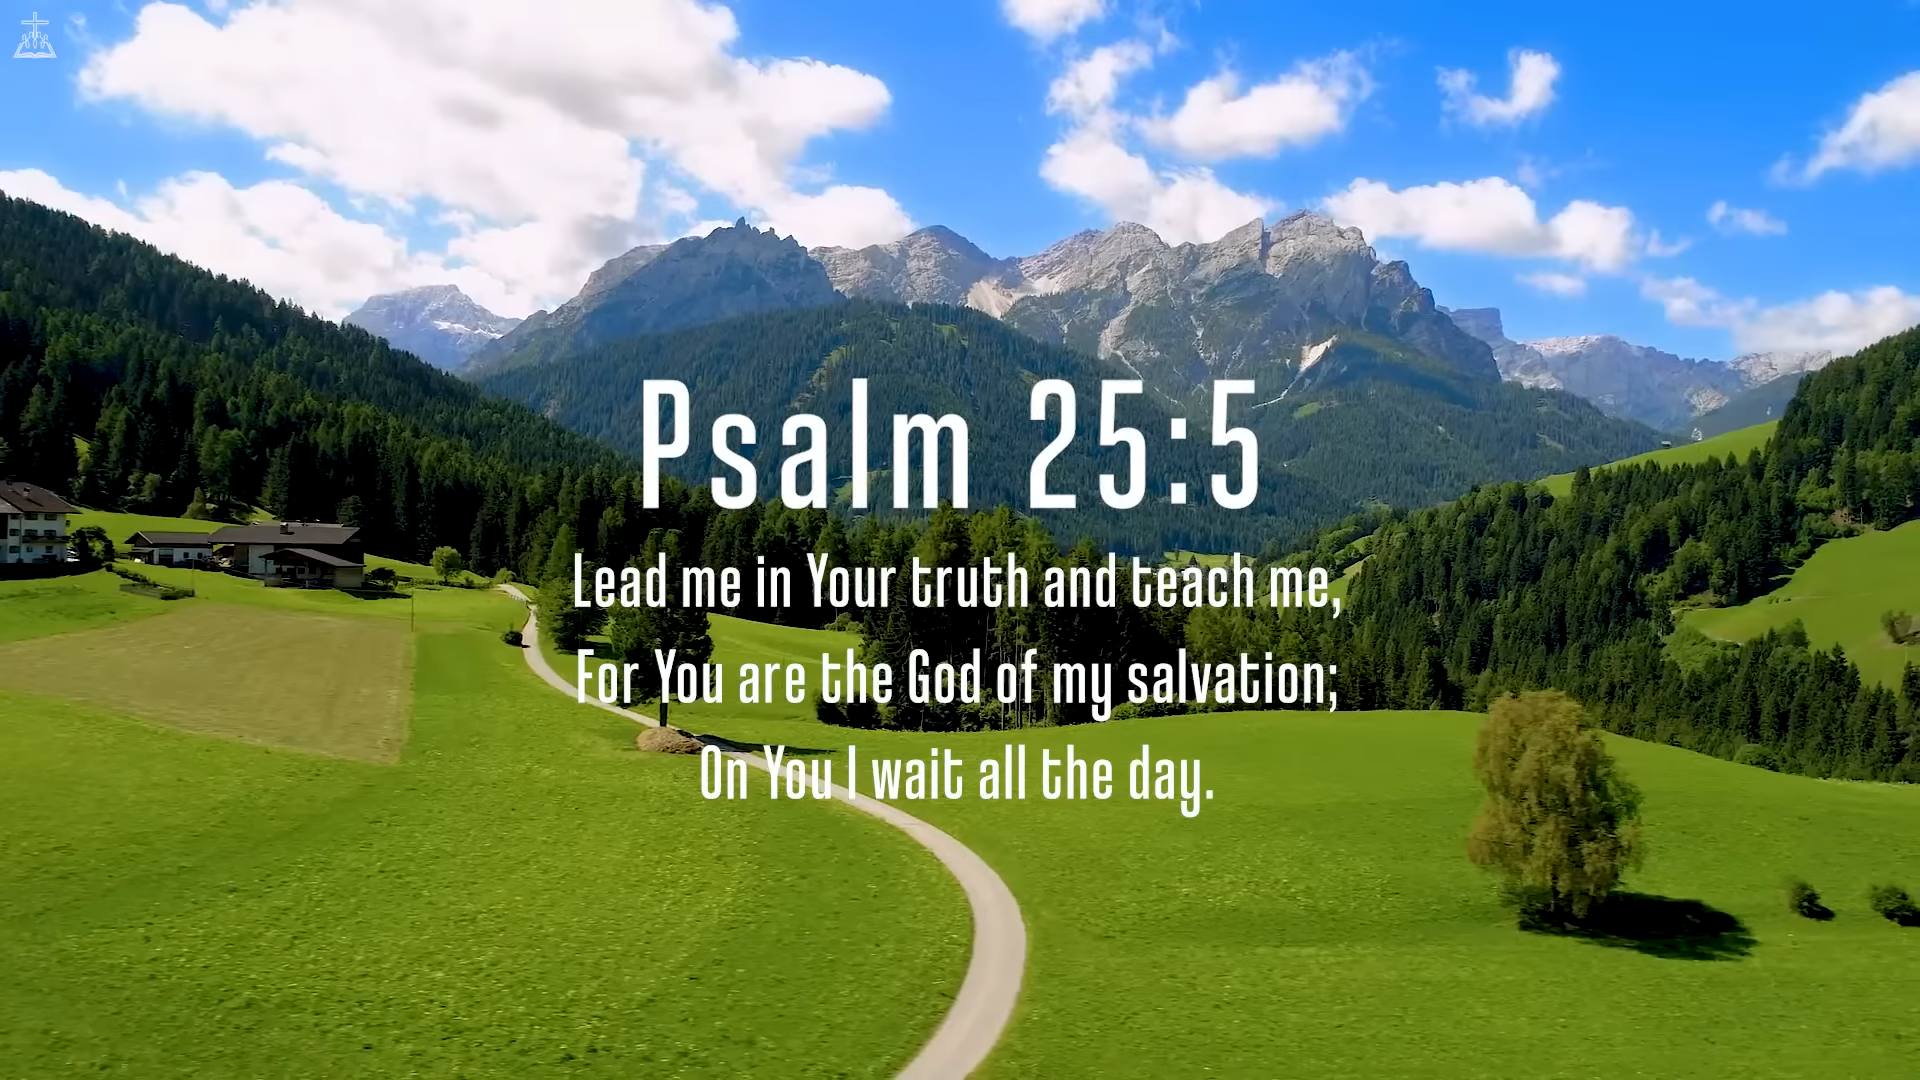 Psalm 25:5
Lead me in Your truth and teach me,
For You are the God of my salvation;
On You I wait all the day.